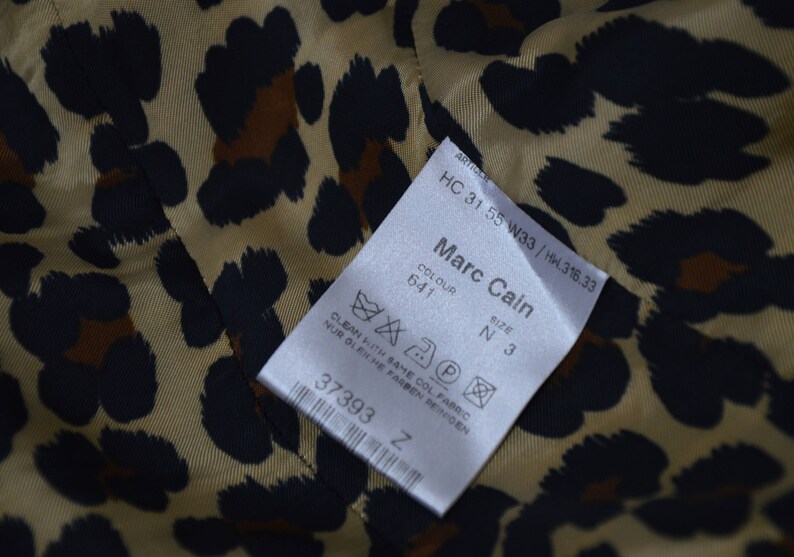 ARTICLE
HC 31.55 W33 / HH.316.33
Marc Cain
COLOUR SIZE
641 N 3
P
CLEAN WITH SAME COL. FABRIC
NUR GLEICHE FARBEN REINIGEN
37393 Z